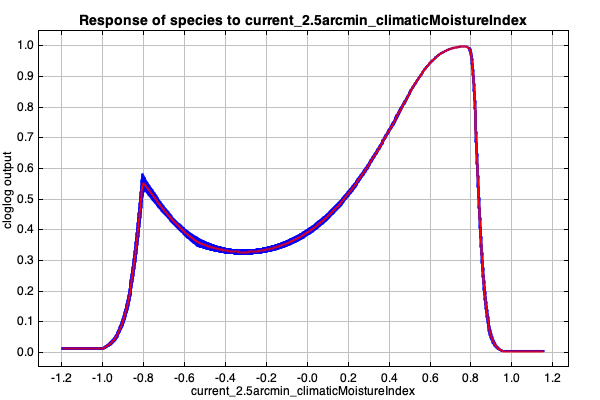 Response of species to current_2.5arcmin_climaticMoistureIndex
cloglog output
1.0
0.9
0.8
0.7
0.6
0.5
0.4
0.3
0.2
0.1
0.0
-1.2 -1.0 -0.8 -0.6 -0.4 -0.2 0.0 0.2 0.4 0.6 0.8 1.0 1.2
current_2.5arcmin_climaticMoistureIndex